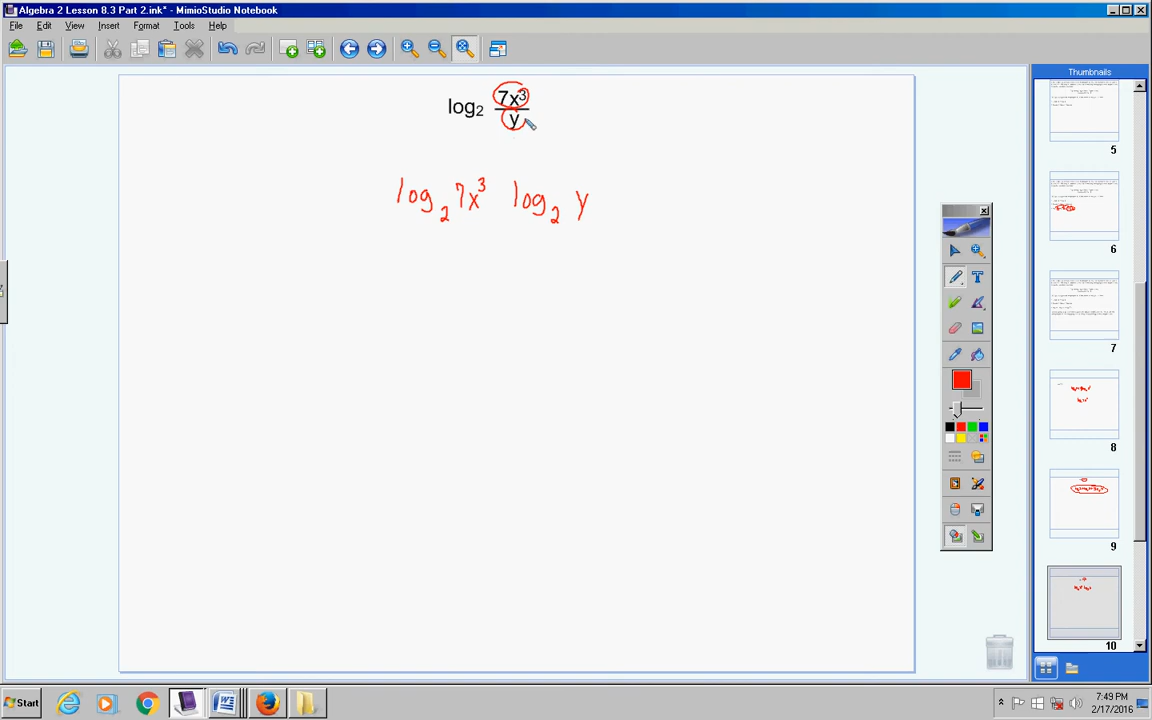 Algebra 2 Lesson 8.3 Part 2.ink* - MimioStudio Notebook
File Edit View Insert Format Tools Help
Thumbnails
log₂ 7x³/y
log₂ 7x³ log₂ y
5
6
7
8
9
10
Start
7:49 PM
2/17/2016